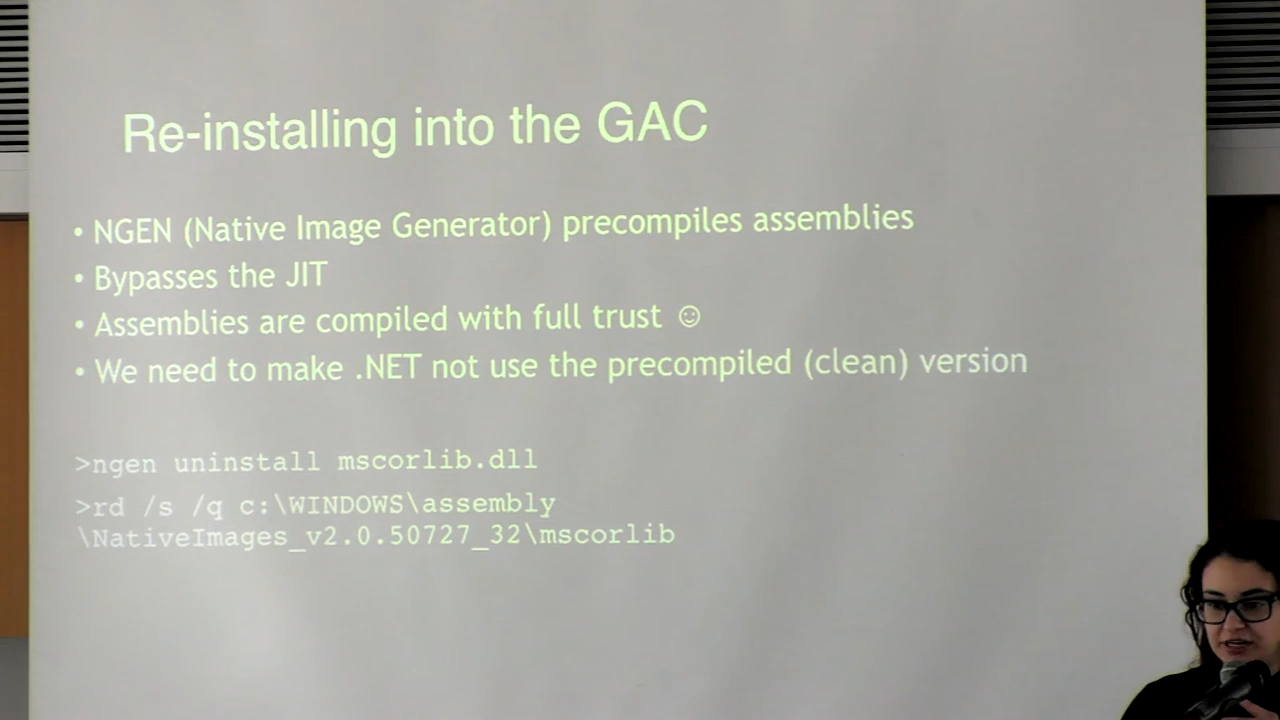 Re-installing into the GAC
• NGEN (Native Image Generator) precompiles assemblies
• Bypasses the JIT
• Assemblies are compiled with full trust ☺
• We need to make .NET not use the precompiled (clean) version
>ngen uninstall mscorlib.dll
>rd /s /q c:\WINDOWS\assembly
\NativeImages_v2.0.50727_32\mscorlib